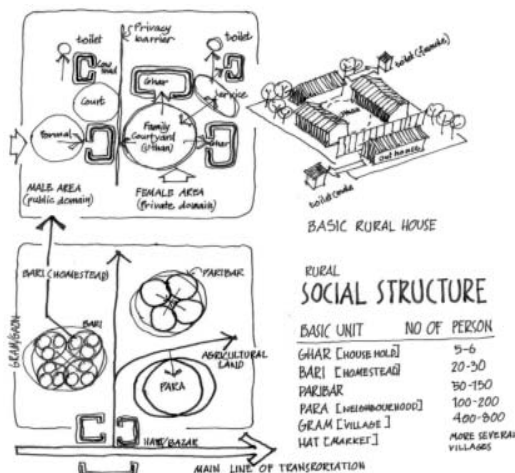 toilet
Privacy barrier
toilet
Cow shed
Ghar
Court
Service
Formal
Family Courtyard (uthan)
Ghar
MALE AREA (public domain)
FEMALE AREA (Private domain)
toilet (female)
out house
toilet (male)
BASIC RURAL HOUSE
BARI (HOMESTEAD)
PARIBAR
GRAM/GAON
BARI
AGRICULTURAL LAND
PARA
HAT/BAZAR
MAIN LINE OF TRANSPORTATION
RURAL
SOCIAL STRUCTURE
BASIC UNIT NO OF PERSON
GHAR [HOUSE HOLD] 5-6
BARI [HOMESTEAD] 20-30
PARIBAR 50-150
PARA [NEIGHBOURHOOD] 100-200
GRAM [VILLAGE] 400-800
HAT [MARKET] MORE SEVERAL VILLAGES